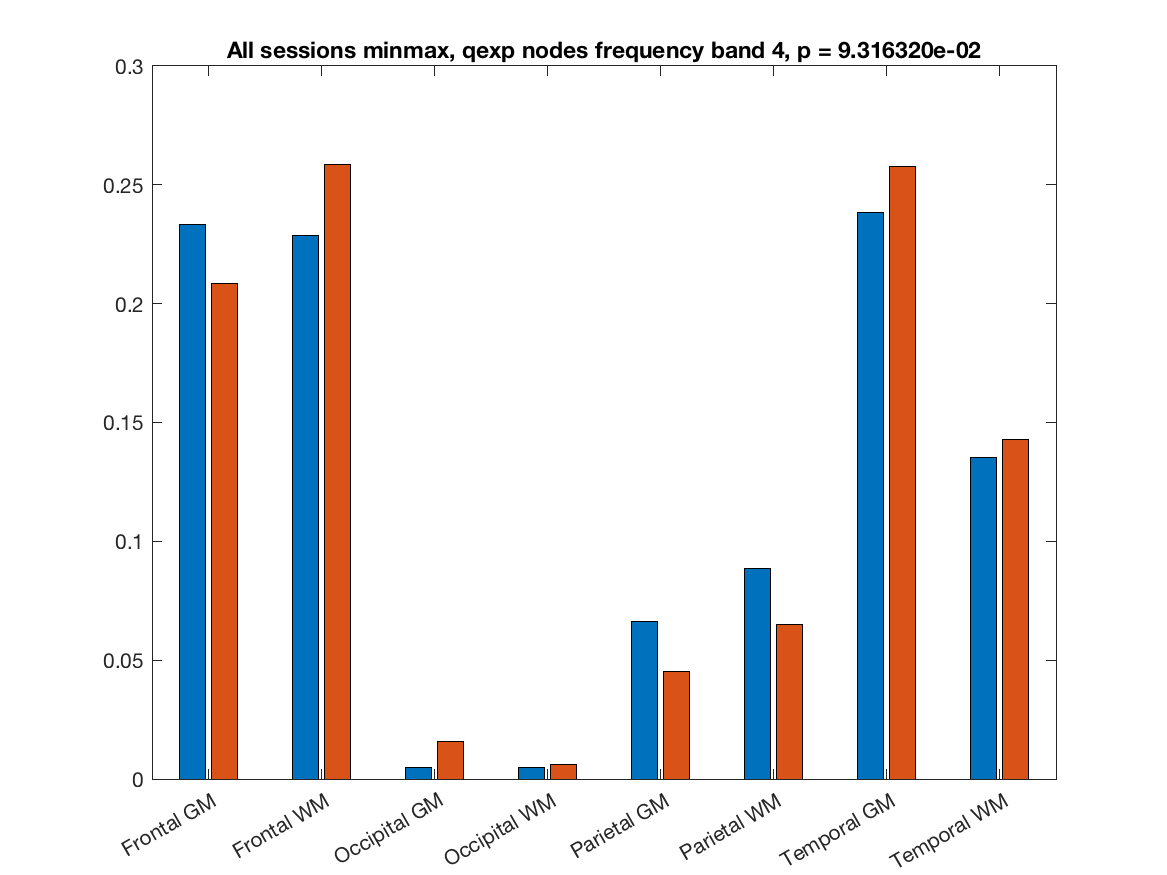 All sessions minmax, qexp nodes frequency band 4, p = 9.316320e-02
0.3
0.25
0.2
0.15
0.1
0.05
0
Frontal GM
Frontal WM
Occipital GM
Occipital WM
Parietal GM
Parietal WM
Temporal GM
Temporal WM